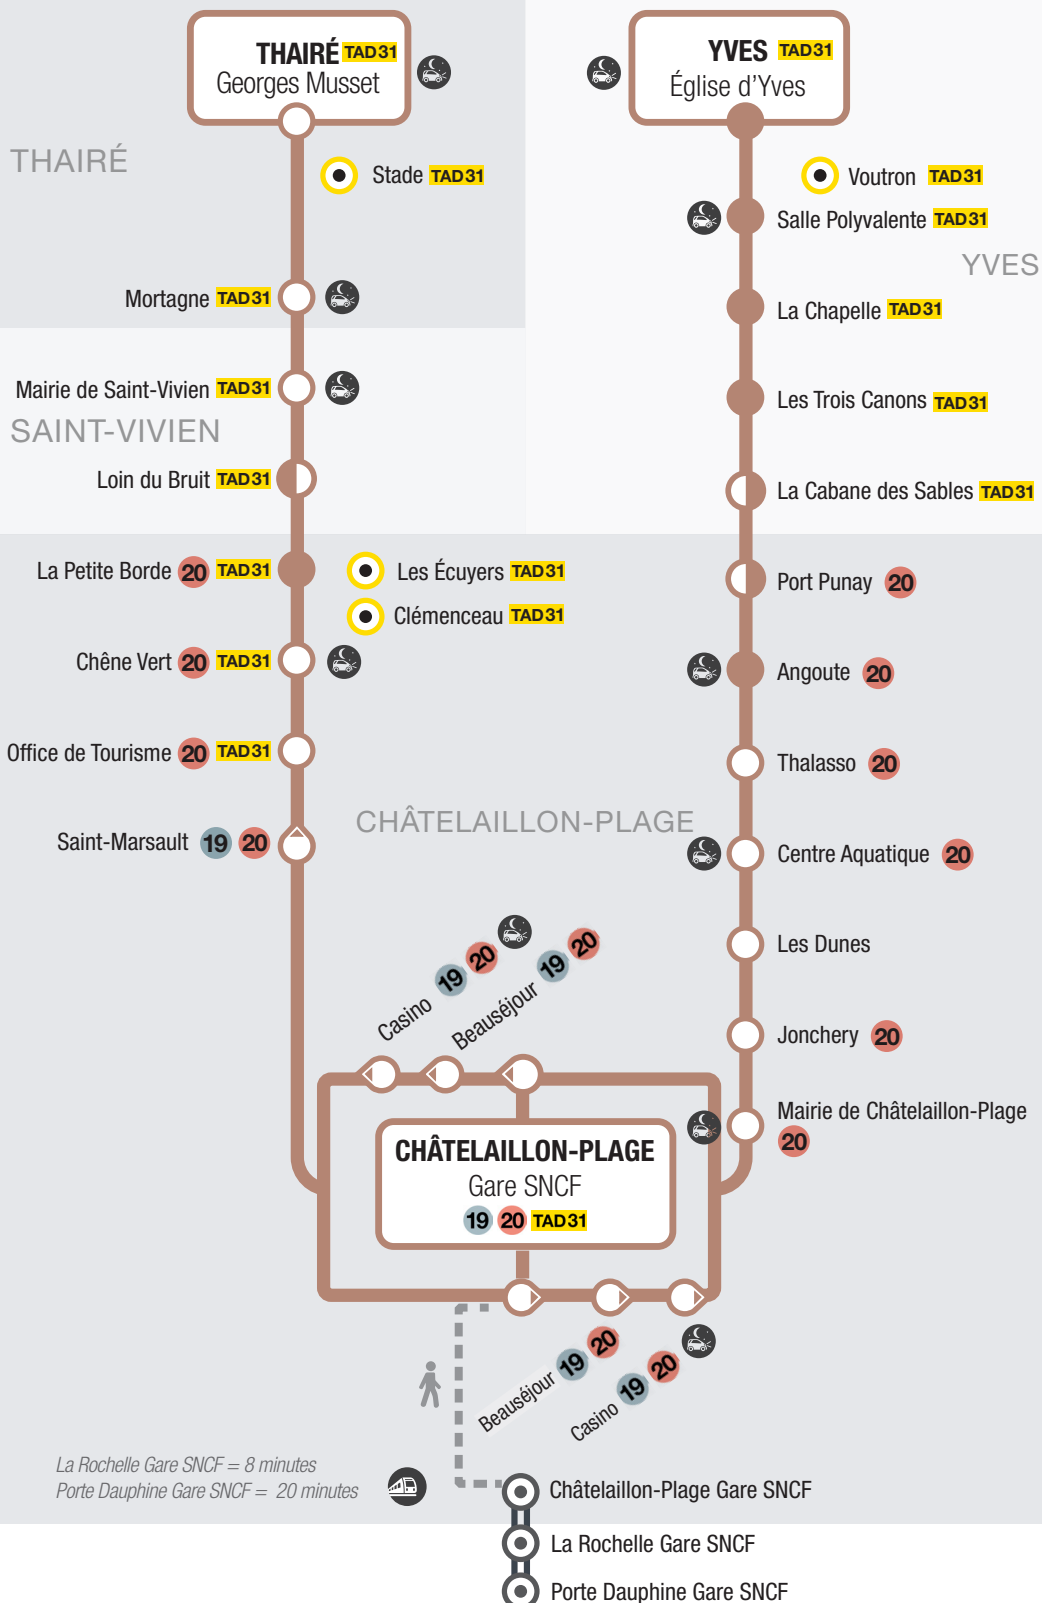 THAIRÉ TAD31
Georges Musset
YVES TAD31
Église d'Yves
THAIRÉ
Stade TAD31
Mortagne TAD31
Mairie de Saint-Vivien TAD31
SAINT-VIVIEN
Loin du Bruit TAD31
La Petite Borde 20 TAD31
Les Écuyers TAD31
Clémenceau TAD31
Chêne Vert 20 TAD31
Office de Tourisme 20 TAD31
Saint-Marsault 19 20
Voutron TAD31
Salle Polyvalente TAD31
YVES
La Chapelle TAD31
Les Trois Canons TAD31
La Cabane des Sables TAD31
Port Punay 20
Angoute 20
Thalasso 20
CHÂTELAILLON-PLAGE
Centre Aquatique 20
Les Dunes
Jonchery 20
Mairie de Châtelaillon-Plage
20
Casino 19 20
Beauséjour 19 20
CHÂTELAILLON-PLAGE
Gare SNCF
19 20 TAD31
Beauséjour 19 20
Casino 19 20
La Rochelle Gare SNCF = 8 minutes
Porte Dauphine Gare SNCF = 20 minutes
Châtelaillon-Plage Gare SNCF
La Rochelle Gare SNCF
Porte Dauphine Gare SNCF